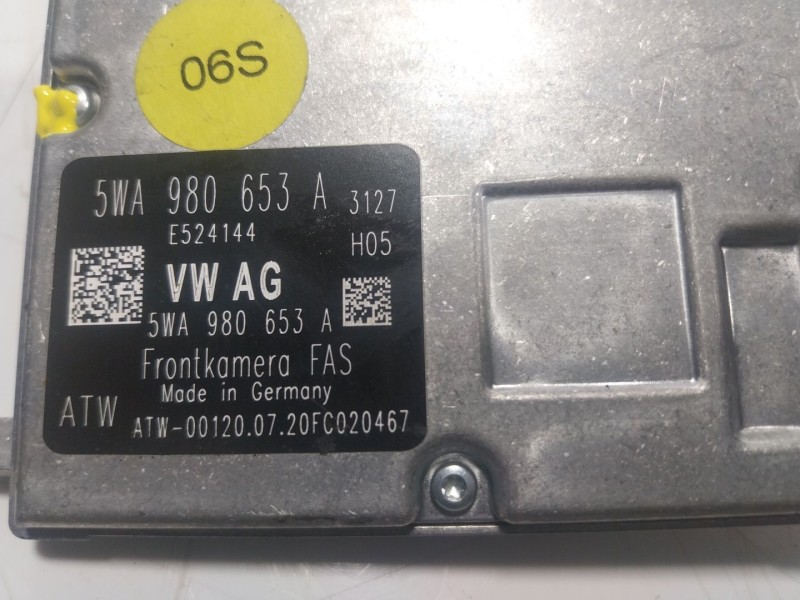 06S
5WA 980 653 A 3127
E524144 H05
VW AG
5WA 980 653 A
Frontkamera FAS
Made in Germany
ATW ATW-00120.07.20FC020467